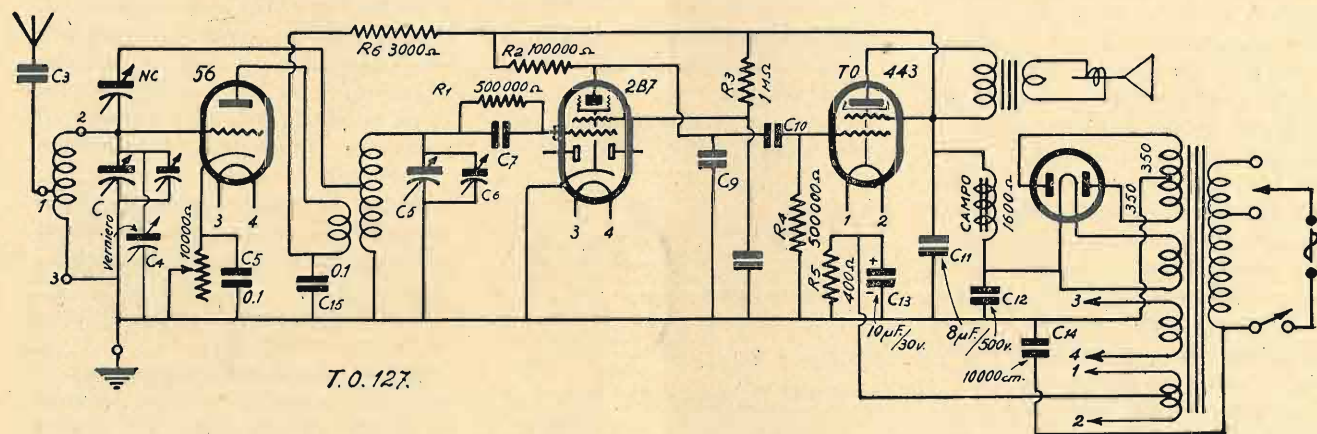 C3
NC
56
R6 3000Ω
R2 100000Ω
R1
500000Ω
2B7
R3
1MΩ
TO 443
2
1
3
C
Verniero
C4
10000Ω
3 4
C5
0.1
0.1
C15
C5
C7
C6
3 4
C9
C10
R4
500000Ω
1 2
R5
400Ω
+
-
C13
10µF/30v.
C11
8µF/500v.
CAMPO
1600Ω
C12
350
350
3
4
1
2
C14
10000cm.
T.O.127.